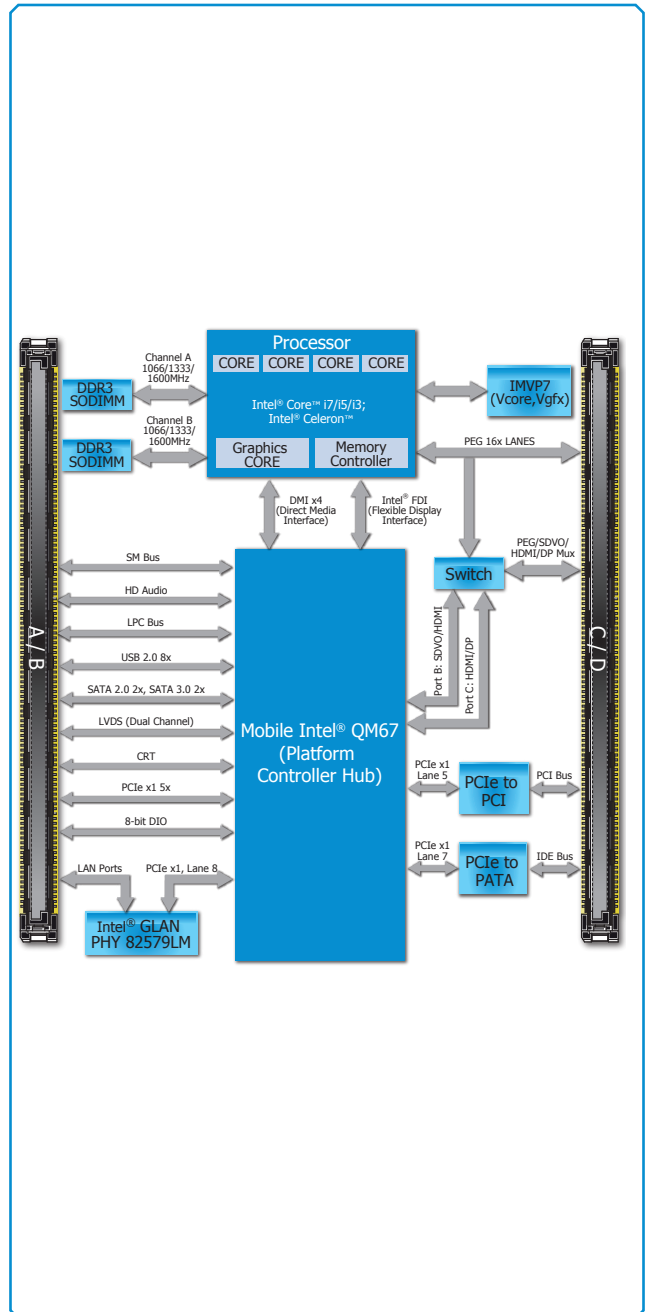 Processor
CORE CORE CORE CORE
Intel® Core™ i7/i5/i3;
Intel® Celeron™
Graphics
CORE
Memory
Controller
Channel A
1066/1333/
1600MHz
DDR3
SODIMM
Channel B
1066/1333/
1600MHz
DDR3
SODIMM
IMVP7
(Vcore,Vgfx)
PEG 16x LANES
DMI x4
(Direct Media
Interface)
Intel® FDI
(Flexible Display
Interface)
PEG/SDVO/
HDMI/DP Mux
Switch
Port B: SDVO/HDMI
Port C: HDMI/DP
A / B
C / D
SM Bus
HD Audio
LPC Bus
USB 2.0 8x
SATA 2.0 2x, SATA 3.0 2x
LVDS (Dual Channel)
CRT
PCIe x1 5x
8-bit DIO
Mobile Intel® QM67
(Platform
Controller Hub)
PCIe x1
Lane 5
PCIe to
PCI
PCI Bus
PCIe x1
Lane 7
PCIe to
PATA
IDE Bus
LAN Ports
PCIe x1, Lane 8
Intel® GLAN
PHY 82579LM